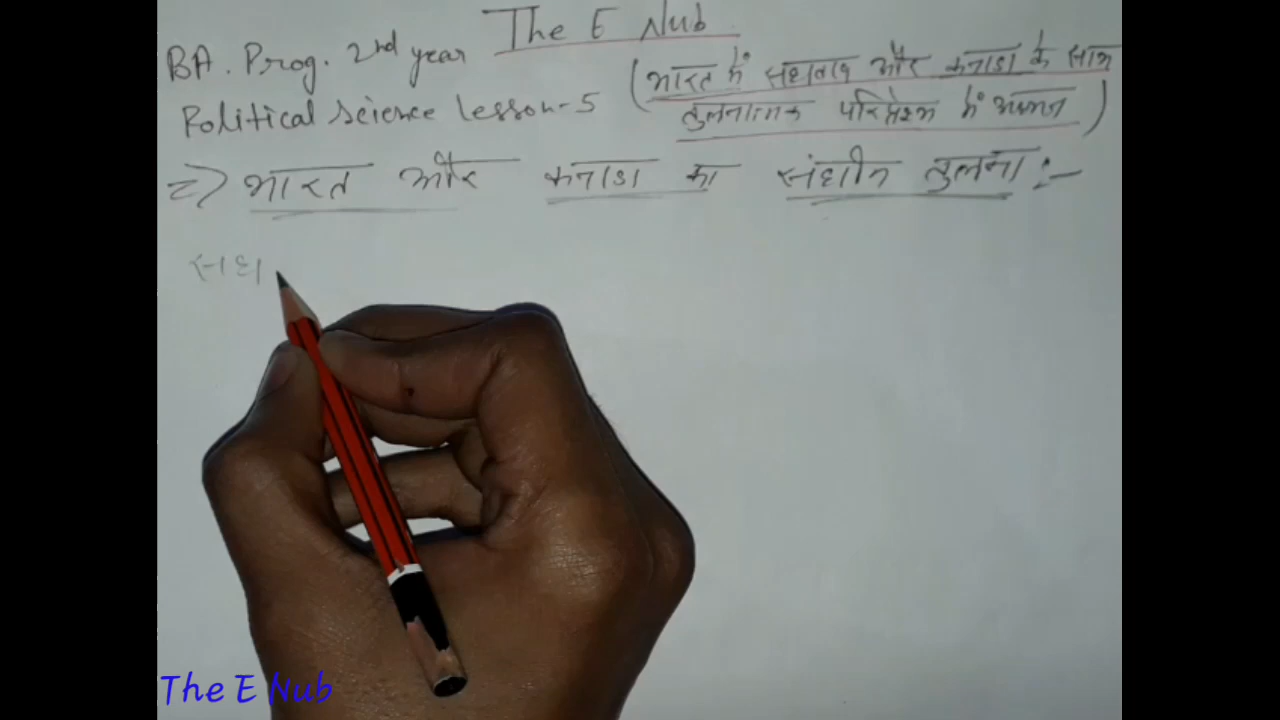 The E Nub
BA. Prog. 2nd year
Political science lesson-5
(भारत में संघवाद और कनाडा के साथ
तुलनात्मक परिप्रेक्ष्य में अध्ययन)
=> भारत और कनाडा का संघीय तुलना :-
सघ
The E Nub